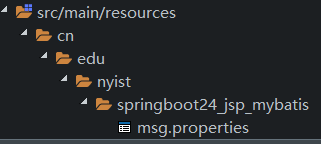 src/main/resources
cn
edu
nyist
springboot24_jsp_mybatis
msg.properties